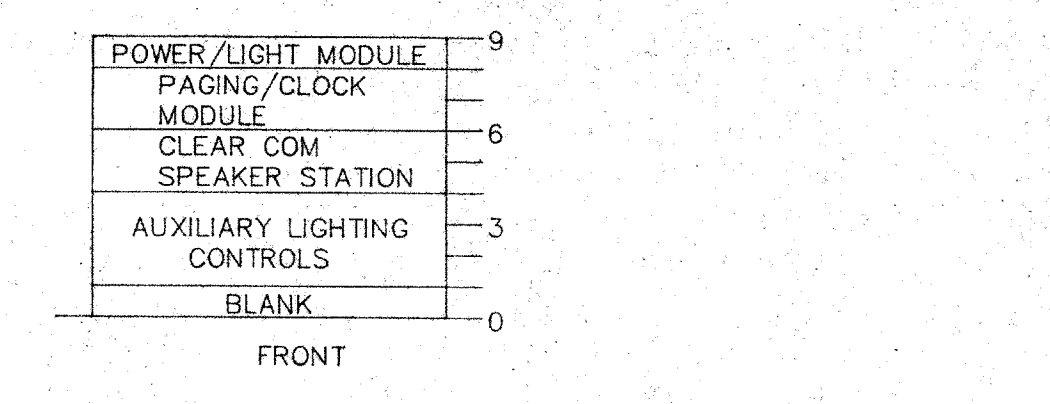 POWER/LIGHT MODULE 9
PAGING/CLOCK
MODULE
6
CLEAR COM
SPEAKER STATION
AUXILIARY LIGHTING 3
CONTROLS
BLANK
0
FRONT